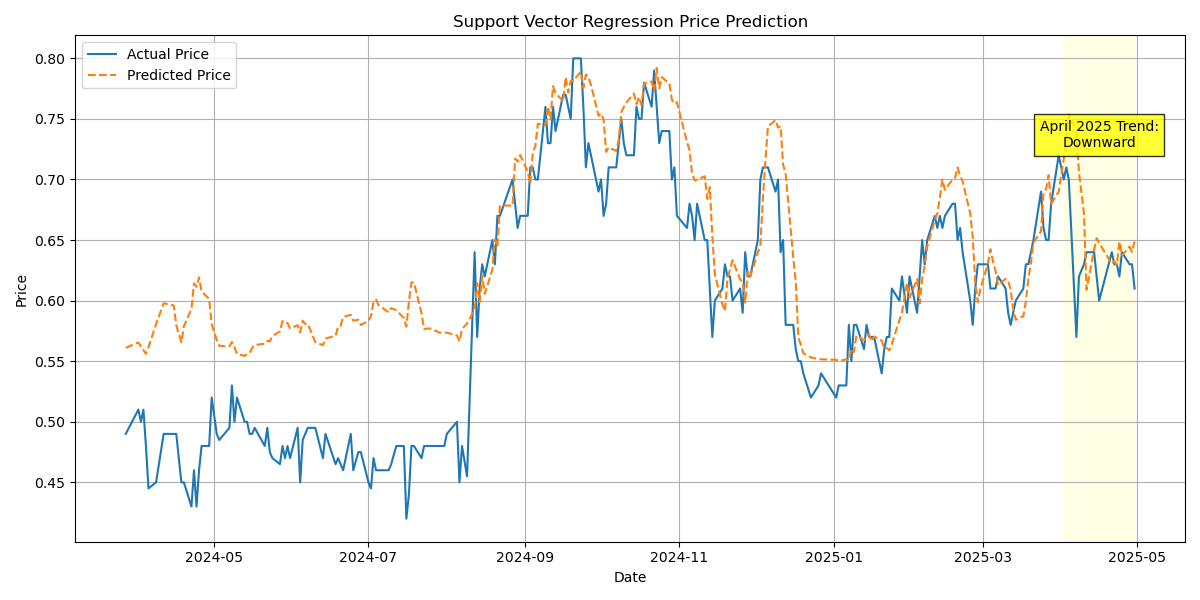 Support Vector Regression Price Prediction
Actual Price
Predicted Price
April 2025 Trend:
Downward
Price
0.80
0.75
0.70
0.65
0.60
0.55
0.50
0.45
2024-05
2024-07
2024-09
2024-11
2025-01
2025-03
2025-05
Date